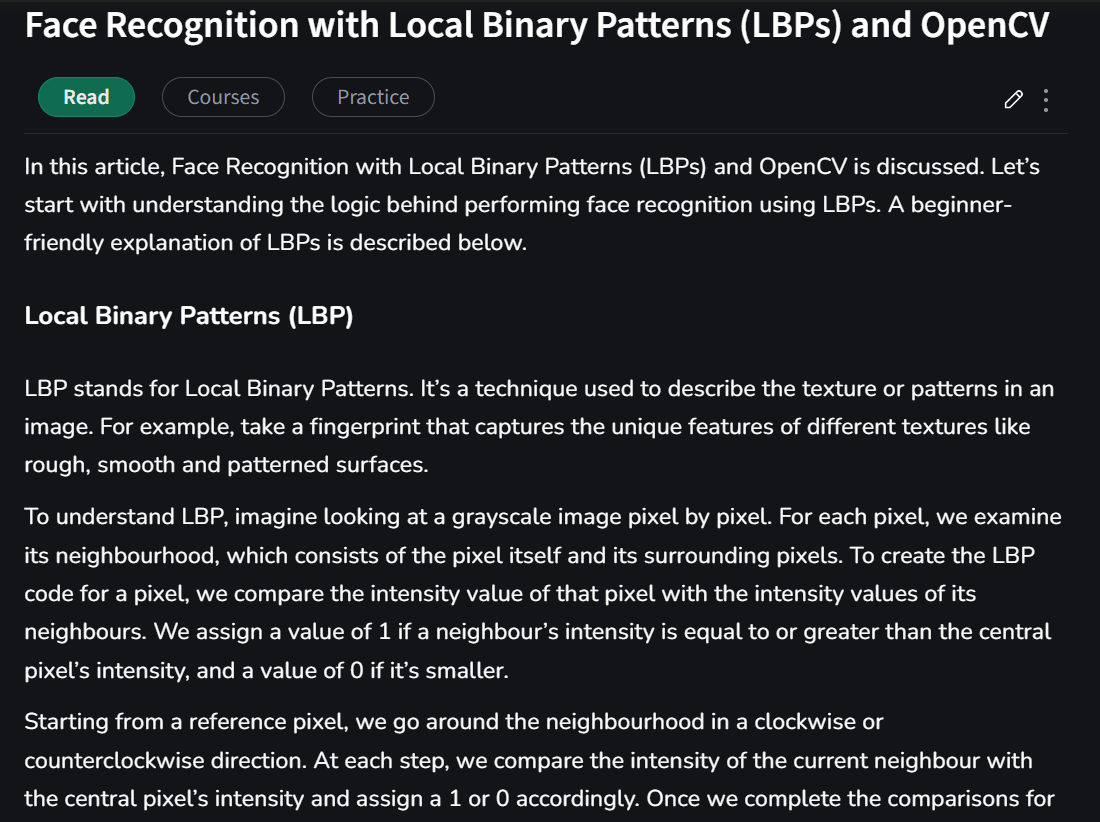 Face Recognition with Local Binary Patterns (LBPs) and OpenCV
Read
Courses
Practice
In this article, Face Recognition with Local Binary Patterns (LBPs) and OpenCV is discussed. Let’s
start with understanding the logic behind performing face recognition using LBPs. A beginner-
friendly explanation of LBPs is described below.
Local Binary Patterns (LBP)
LBP stands for Local Binary Patterns. It’s a technique used to describe the texture or patterns in an
image. For example, take a fingerprint that captures the unique features of different textures like
rough, smooth and patterned surfaces.
To understand LBP, imagine looking at a grayscale image pixel by pixel. For each pixel, we examine
its neighbourhood, which consists of the pixel itself and its surrounding pixels. To create the LBP
code for a pixel, we compare the intensity value of that pixel with the intensity values of its
neighbours. We assign a value of 1 if a neighbour’s intensity is equal to or greater than the central
pixel’s intensity, and a value of 0 if it’s smaller.
Starting from a reference pixel, we go around the neighbourhood in a clockwise or
counterclockwise direction. At each step, we compare the intensity of the current neighbour with
the central pixel’s intensity and assign a 1 or 0 accordingly. Once we complete the comparisons for